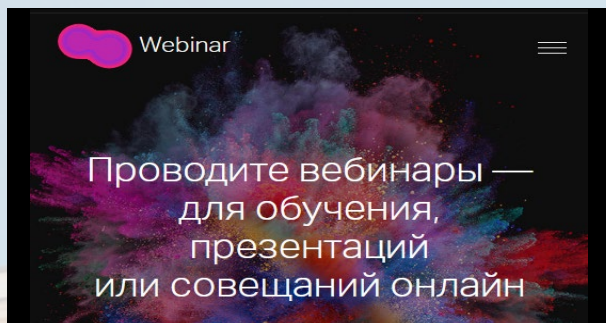 Webinar
Проводите вебинары —
для обучения,
презентаций
или совещаний онлайн